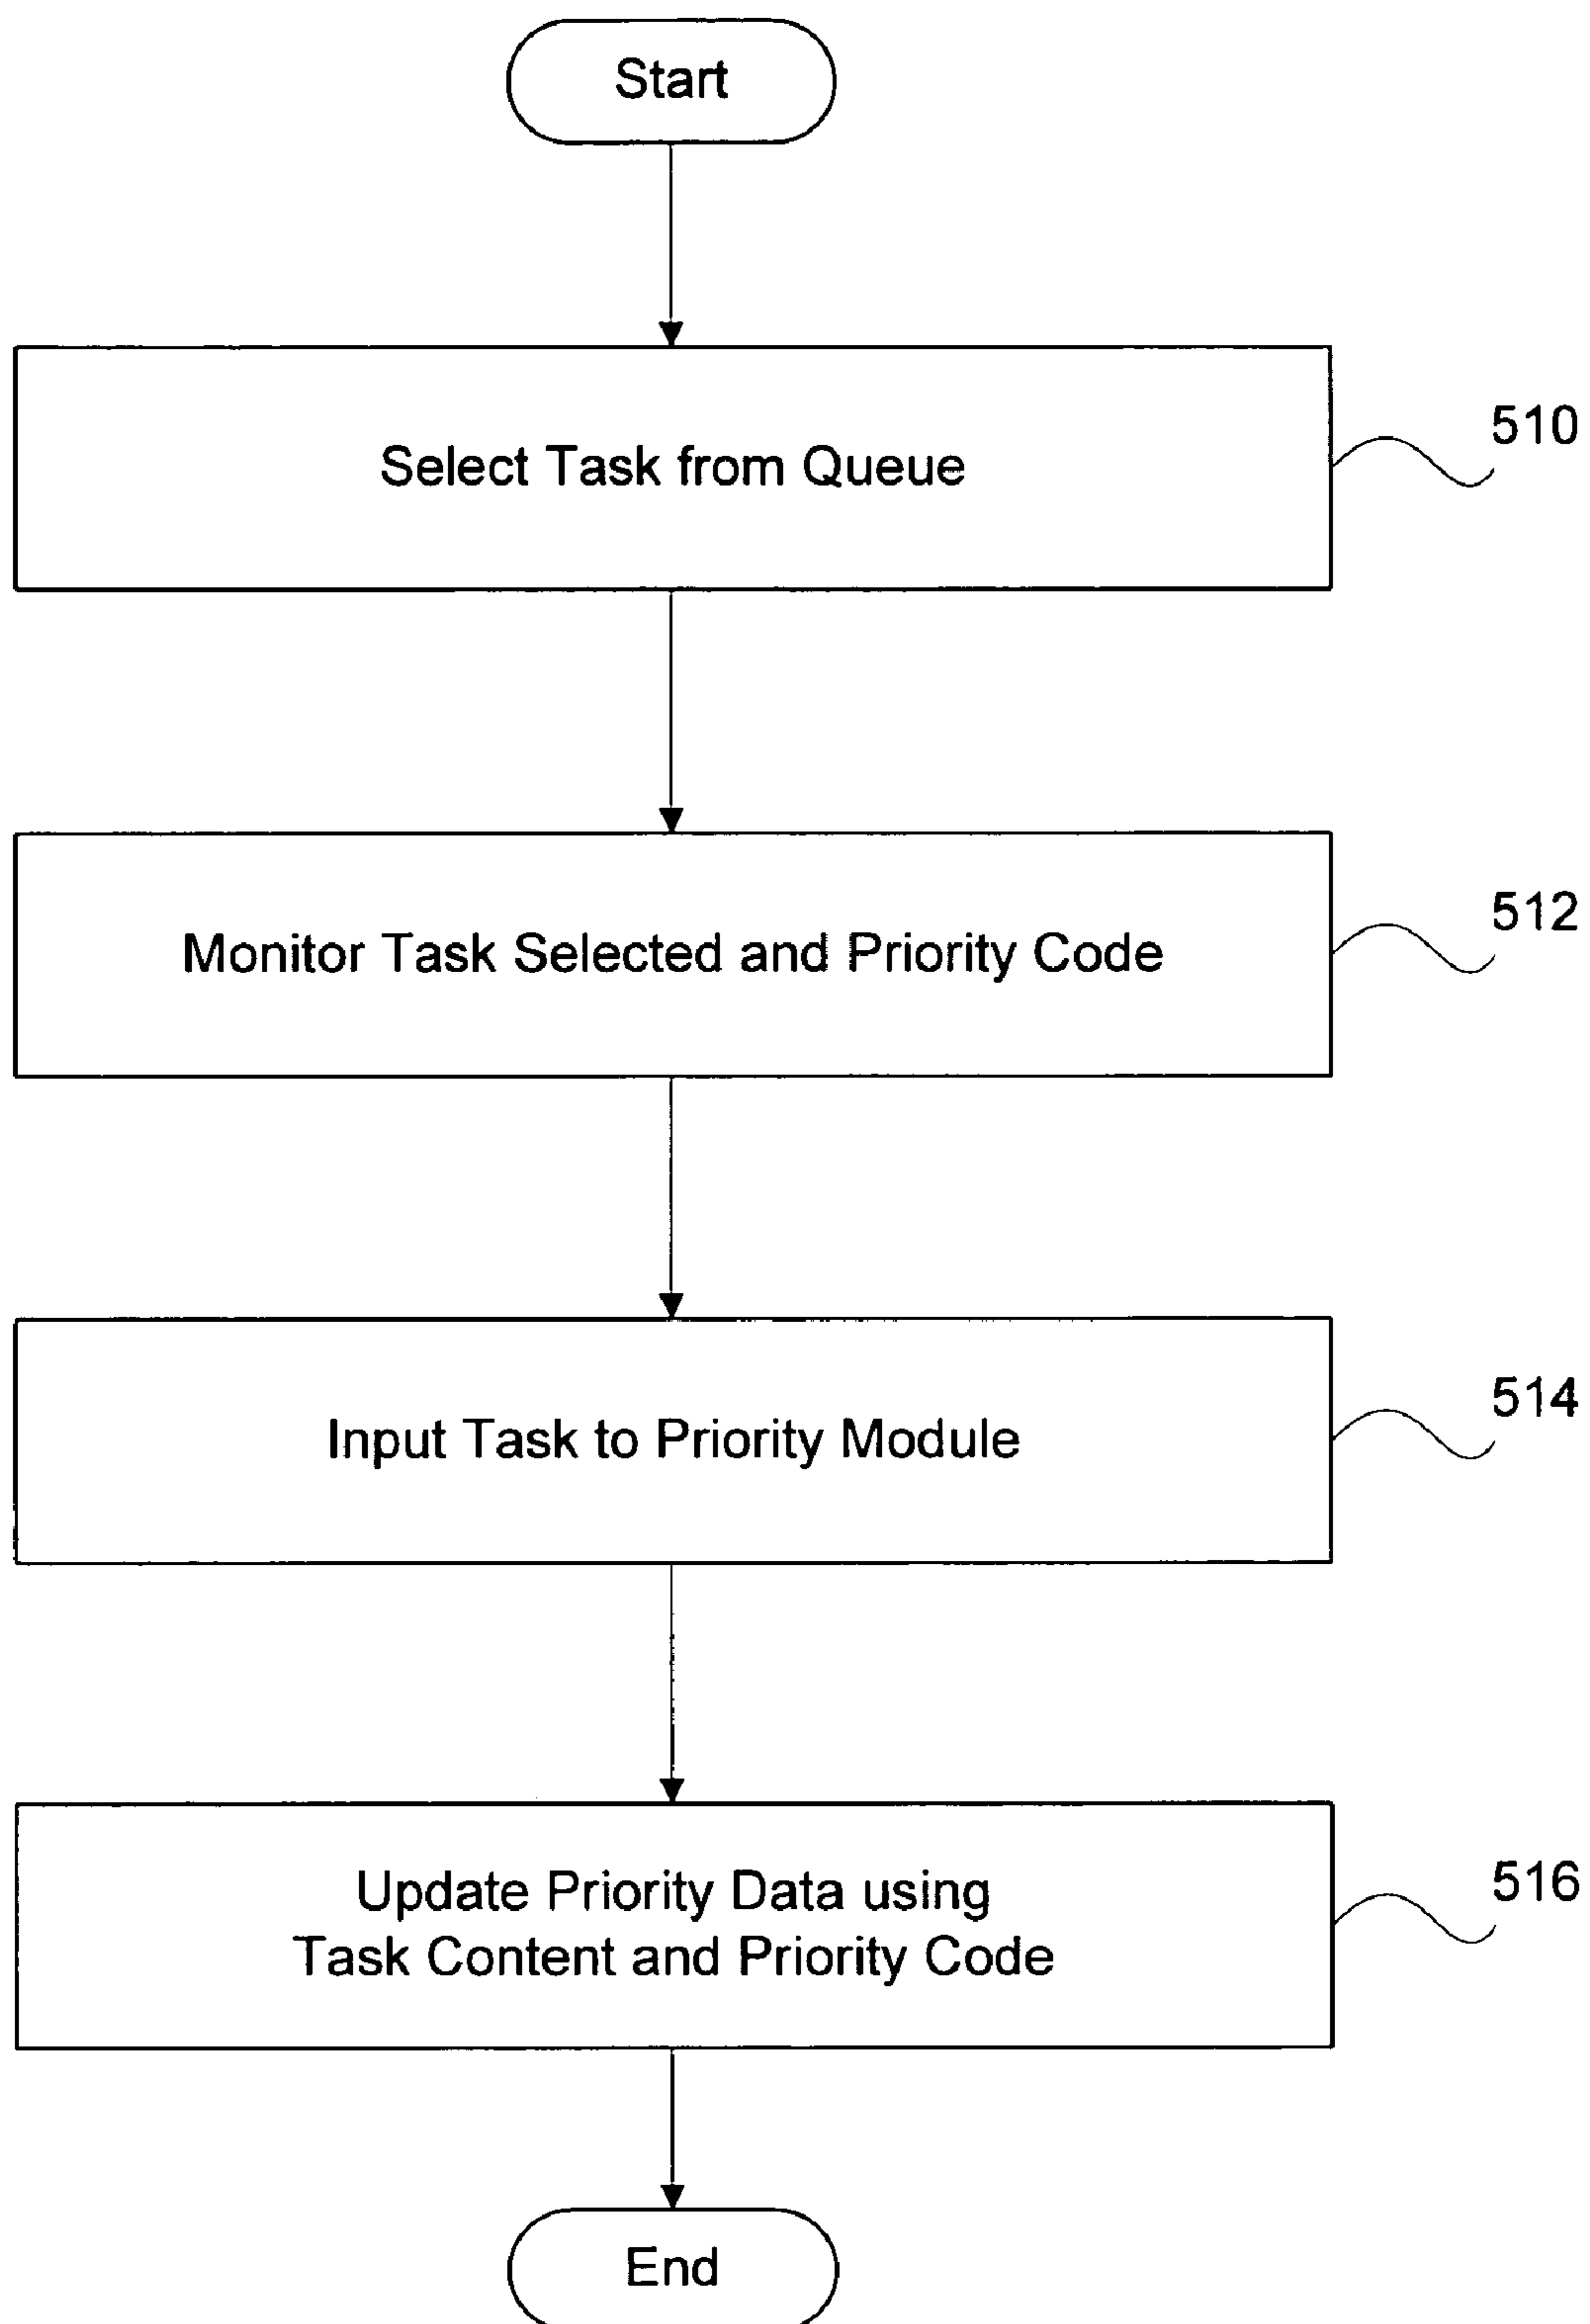 Start
Select Task from Queue
510
Monitor Task Selected and Priority Code
512
Input Task to Priority Module
514
Update Priority Data using
Task Content and Priority Code
516
End